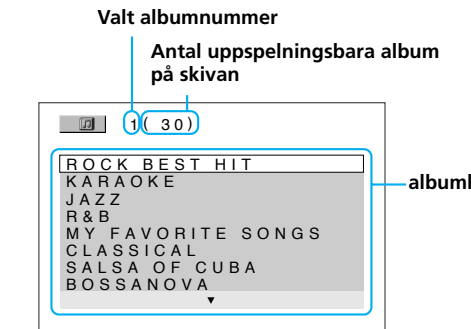 Valt albumnummer
Antal uppspelningsbara album
på skivan
1 ( 30 )
ROCK BEST HIT
KARAOKE
JAZZ
R & B
MY FAVORITE SONGS
CLASSICAL
SALSA OF CUBA
BOSSANOVA